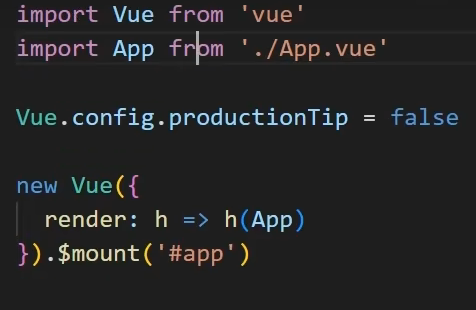 import Vue from 'vue'
import App from './App.vue'
Vue.config.productionTip = false
new Vue({
render: h => h(App)
}).$mount('#app')